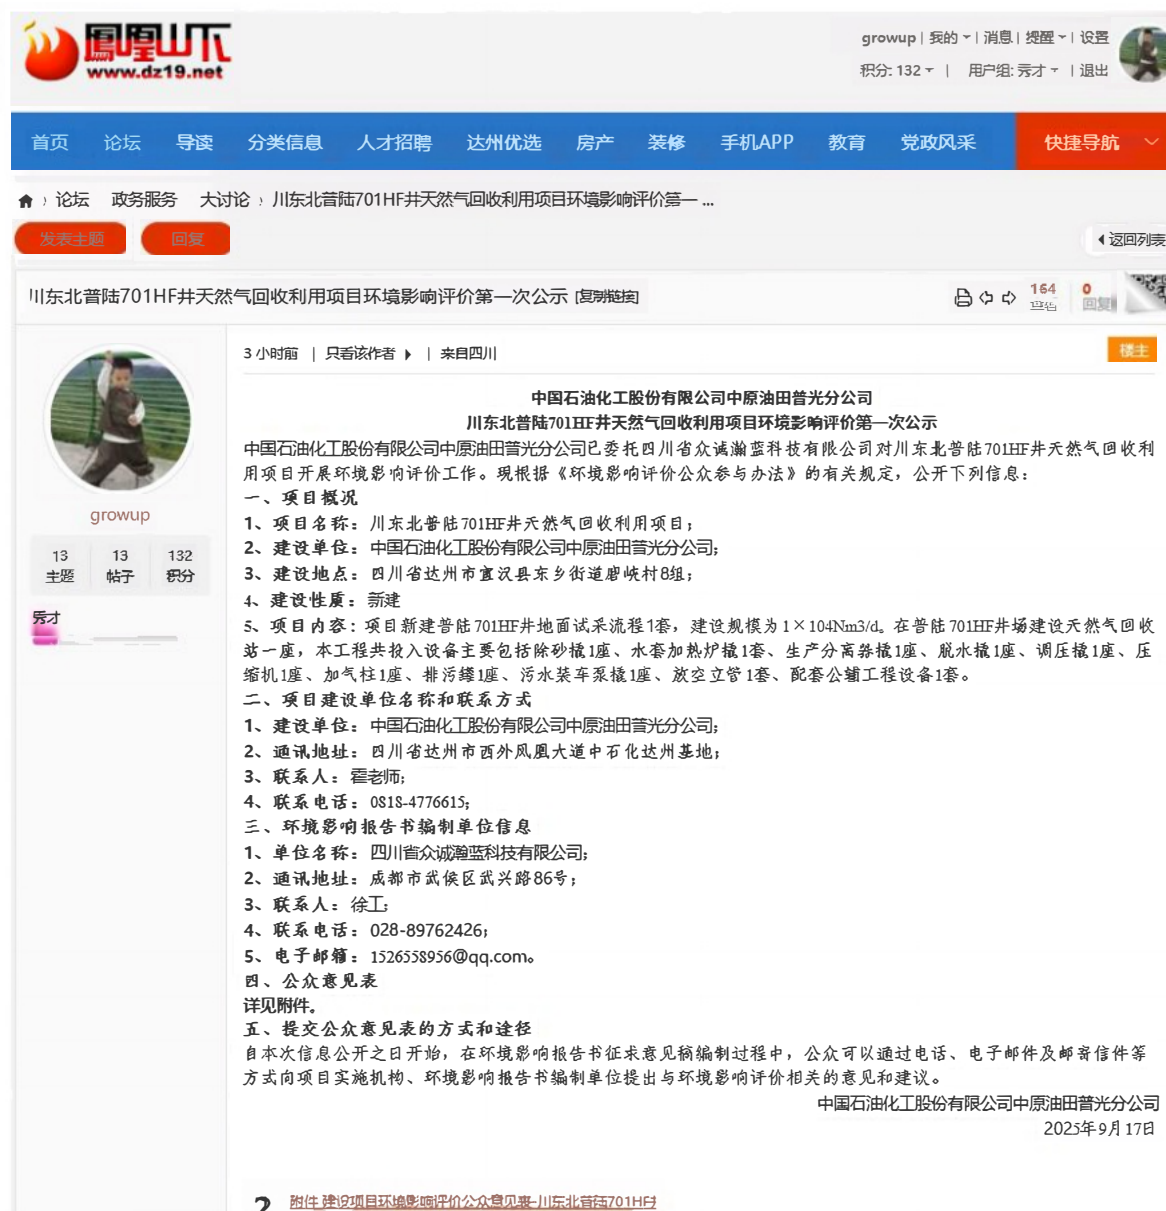 鳳凰山下
www.dz19.net
growup | 我的 | 消息 | 提醒 | 设置
积分: 132 | 用户组: 秀才 | 退出
首页 论坛 导读 分类信息 人才招聘 达州优选 房产 装修 手机APP 教育 党政风采 快捷导航
论坛 政务服务 大讨论 川东北普陆701HF井天然气回收利用项目环境影响评价第一 ...
发表主题 回复 返回列表
川东北普陆701HF井天然气回收利用项目环境影响评价第一次公示 [复制链接]
164 0
查看 回复
3 小时前 | 只看该作者 | 来自四川 楼主
中国石油化工股份有限公司中原油田普光分公司
川东北普陆701HF井天然气回收利用项目环境影响评价第一次公示
中国石油化工股份有限公司中原油田普光分公司已委托四川省众诚瀚蓝科技有限公司对川东北普陆701HF井天然气回收利
用项目开展环境影响评价工作。现根据《环境影响评价公众参与办法》的有关规定，公开下列信息：
growup
13 13 132
主题 帖子 积分
秀才
一、项目概况
1、项目名称：川东北普陆701HF井天然气回收利用项目；
2、建设单位：中国石油化工股份有限公司中原油田普光分公司；
3、建设地点：四川省达州市宣汉县东乡街道磨峡村8组；
4、建设性质：新建
5、项目内容：项目新建普陆701HF井地面试采流程1套，建设规模为1×104Nm3/d。在普陆701HF井场建设天然气回收
站一座，本工程共投入设备主要包括除砂撬1座、水套加热炉撬1套、生产分离器撬1座、脱水撬1座、调压撬1座、压
缩机1座、加气柱1座、排污罐1座、污水装车泵撬1座、放空立管1套、配套公辅工程设备1套。
二、项目建设单位名称和联系方式
1、建设单位：中国石油化工股份有限公司中原油田普光分公司；
2、通讯地址：四川省达州市西外凤凰大道中石化达州基地；
3、联系人：霍老师；
4、联系电话：0818-4776615；
三、环境影响报告书编制单位信息
1、单位名称：四川省众诚瀚蓝科技有限公司；
2、通讯地址：成都市武侯区武兴路86号；
3、联系人：徐工；
4、联系电话：028-89762426；
5、电子邮箱：1526558956@qq.com。
四、公众意见表
详见附件。
五、提交公众意见表的方式和途径
自本次信息公开之日开始，在环境影响报告书征求意见稿编制过程中，公众可以通过电话、电子邮件及邮寄信件等
方式向项目实施机构、环境影响报告书编制单位提出与环境影响评价相关的意见和建议。
中国石油化工股份有限公司中原油田普光分公司
2025年9月17日
附件 建设项目环境影响评价公众意见表-川东北普陆701HF井